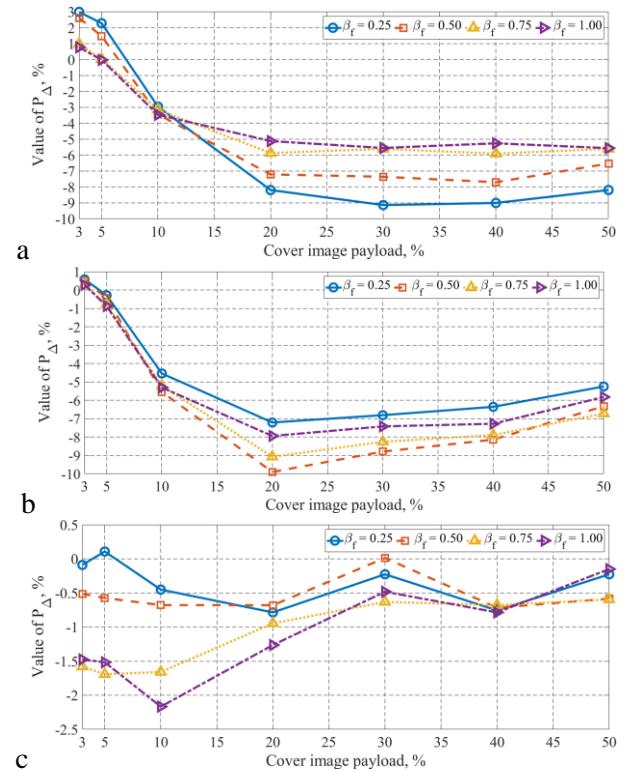 3
2
1
0
-1
-2
-3
-4
-5
-6
-7
-8
-9
-10
Value of P_Δ, %
β_f = 0.25 β_f = 0.50 β_f = 0.75 β_f = 1.00
3 5 10 15 20 25 30 35 40 45 50
Cover image payload, %
a
1
0
-1
-2
-3
-4
-5
-6
-7
-8
-9
-10
Value of P_Δ, %
β_f = 0.25 β_f = 0.50 β_f = 0.75 β_f = 1.00
3 5 10 15 20 25 30 35 40 45 50
Cover image payload, %
b
0.5
0
-0.5
-1
-1.5
-2
-2.5
Value of P_Δ, %
β_f = 0.25 β_f = 0.50 β_f = 0.75 β_f = 1.00
3 5 10 15 20 25 30 35 40 45 50
Cover image payload, %
c